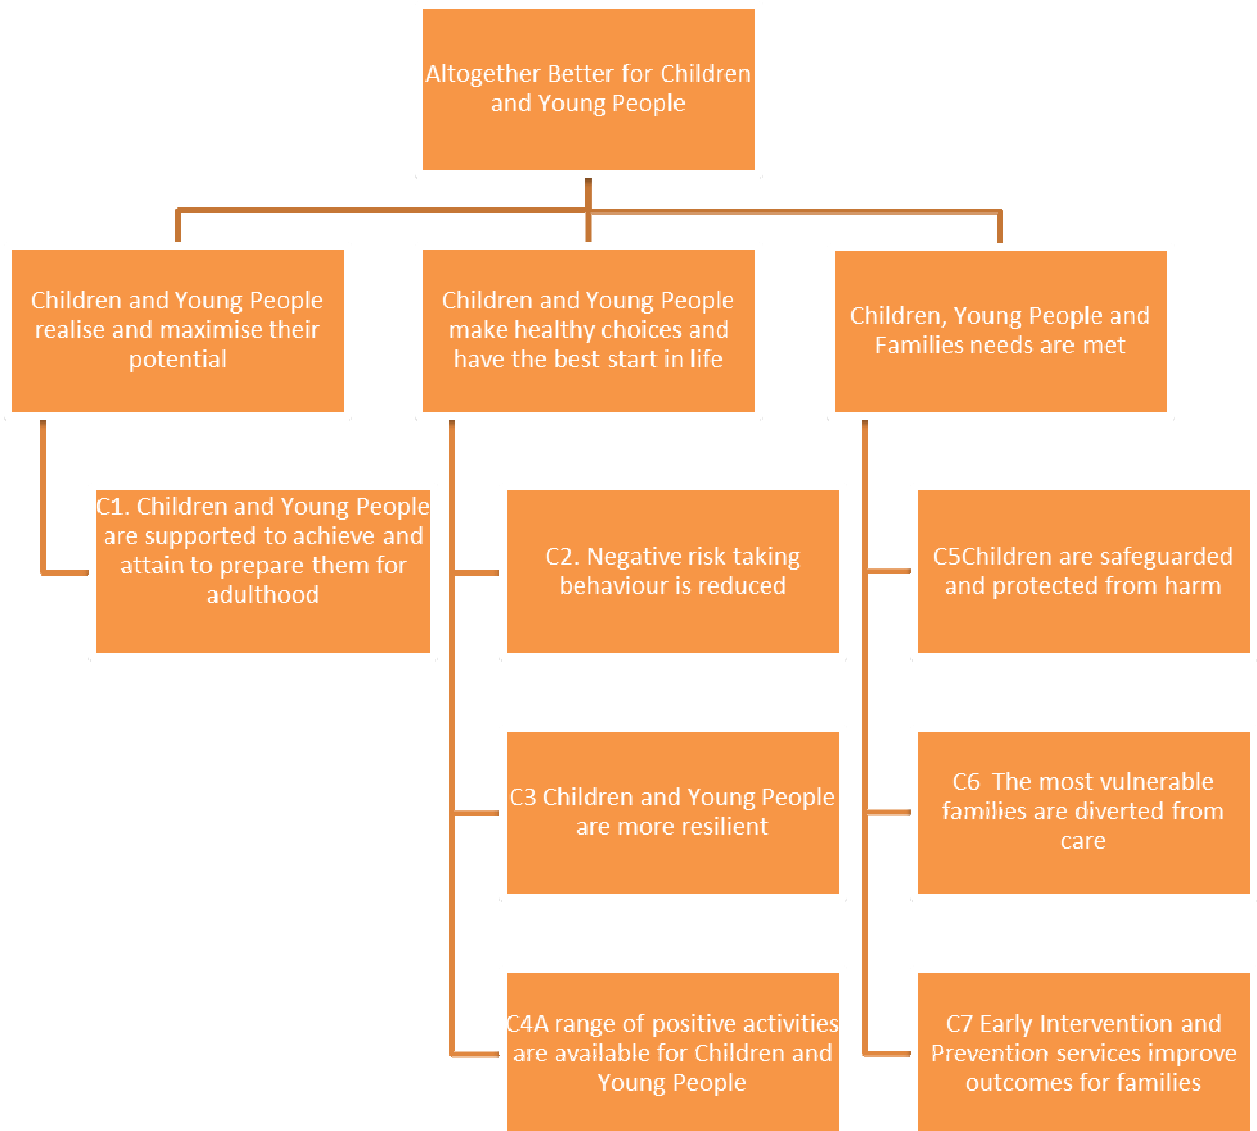 Altogether Better for Children
and Young People
Children and Young People
realise and maximise their
potential
Children and Young People
make healthy choices and
have the best start in life
Children, Young People and
Families needs are met
C1. Children and Young People
are supported to achieve and
attain to prepare them for
adulthood
C2. Negative risk taking
behaviour is reduced
C3 Children and Young People
are more resilient
C4A range of positive activities
are available for Children and
Young People
C5Children are safeguarded
and protected from harm
C6 The most vulnerable
families are diverted from
care
C7 Early Intervention and
Prevention services improve
outcomes for families